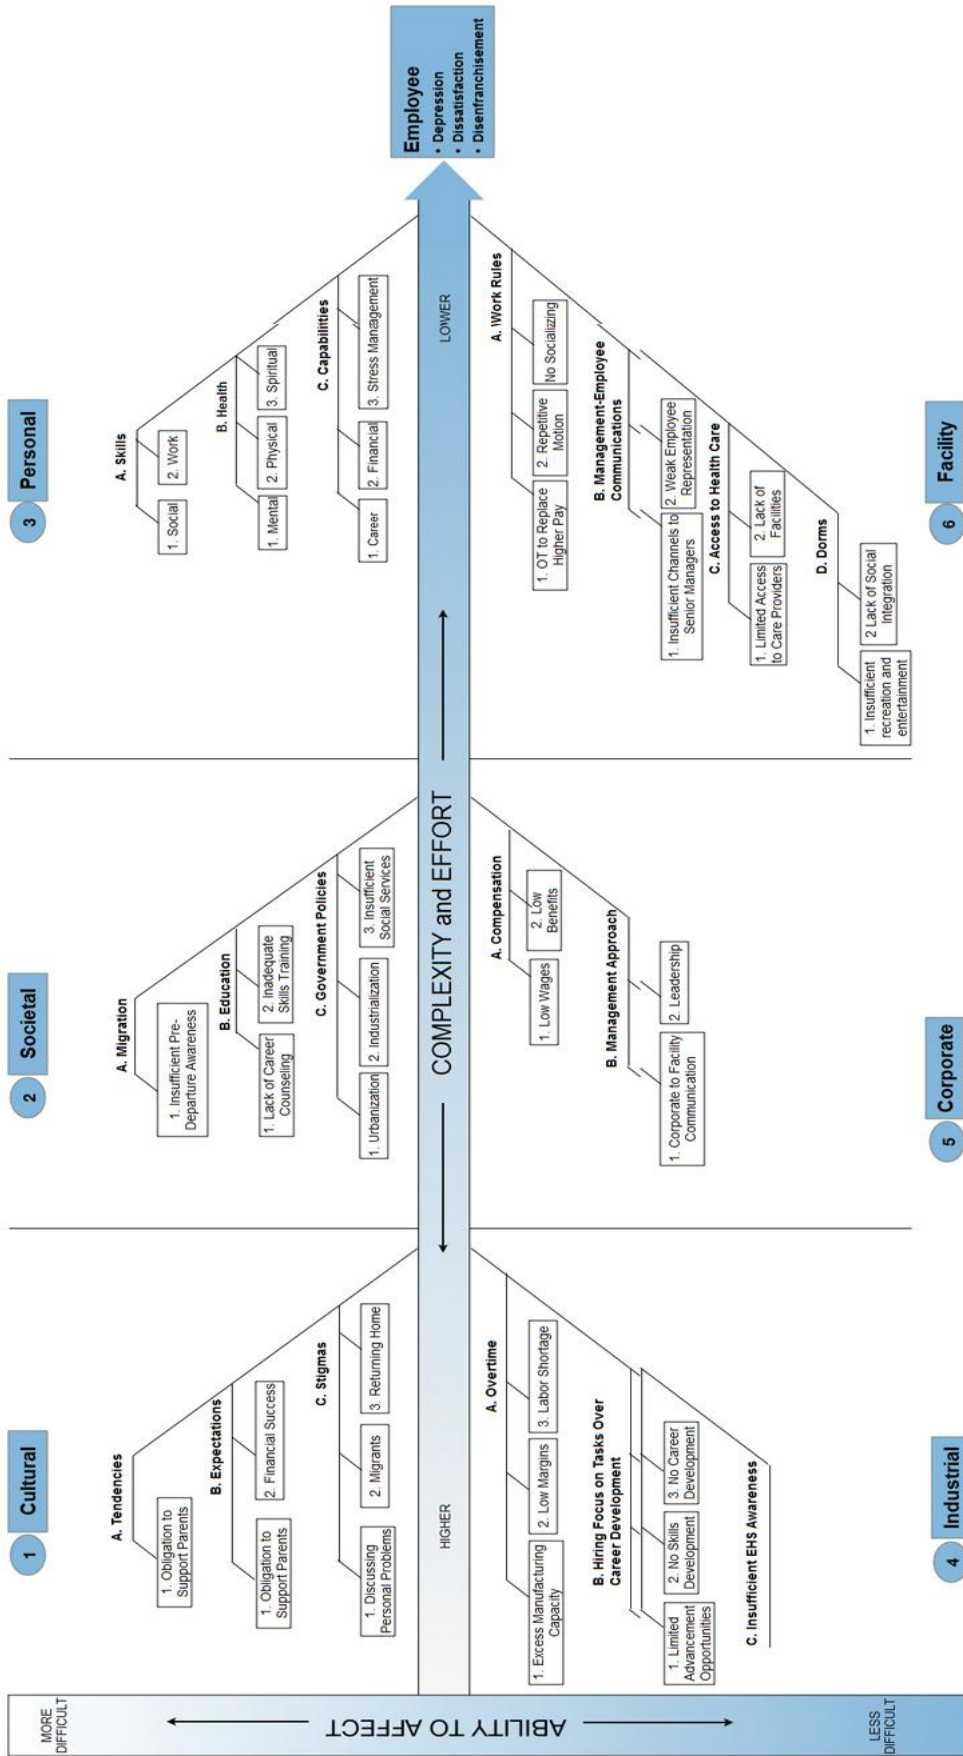 1 Cultural
A. Tendencies
1. Obligation to
Support Parents
B. Expectations
1. Obligation to
Support Parents
2. Financial Success
C. Stigmas
1. Discussing
Personal Problems
2. Migrants
3. Returning Home
2 Societal
A. Migration
1. Insufficient Pre-
Departure Awareness
B. Education
1. Lack of Career
Counseling
2. Inadequate
Skills Training
C. Government Policies
1. Urbanization
2. Industrialization
3. Insufficient
Social Services
3 Personal
A. Skills
1. Social
2. Work
B. Health
1. Mental
2. Physical
3. Spiritual
C. Capabilities
1. Career
2. Financial
3. Stress Management
MORE
DIFFICULT
ABILITY TO AFFECT
LESS
DIFFICULT
HIGHER
COMPLEXITY and EFFORT
LOWER
Employee
• Depression
• Dissatisfaction
• Disenfranchisement
A. Overtime
1. Excess Manufacturing
Capacity
2. Low Margins
3. Labor Shortage
B. Hiring Focus on Tasks Over
Career Development
1. Limited
Advancement
Opportunities
2. No Skills
Development
3. No Career
Development
C. Insufficient EHS Awareness
4 Industrial
A. Compensation
1. Low Wages
2. Low
Benefits
B. Management Approach
1. Corporate to Facility
Communication
2. Leadership
5 Corporate
A. \Work Rules
1. OT to Replace
Higher Pay
2. Repetitive
Motion
No Socializing
B. Management-Employee
Communications
1. Insufficient Channels to
Senior Managers
2. Weak Employee
Representation
C. Access to Health Care
1. Limited Access
to Care Providers
2. Lack of
Facilities
D. Dorms
1. Insufficient
recreation and
entertainment
2 Lack of Social
Integration
6 Facility